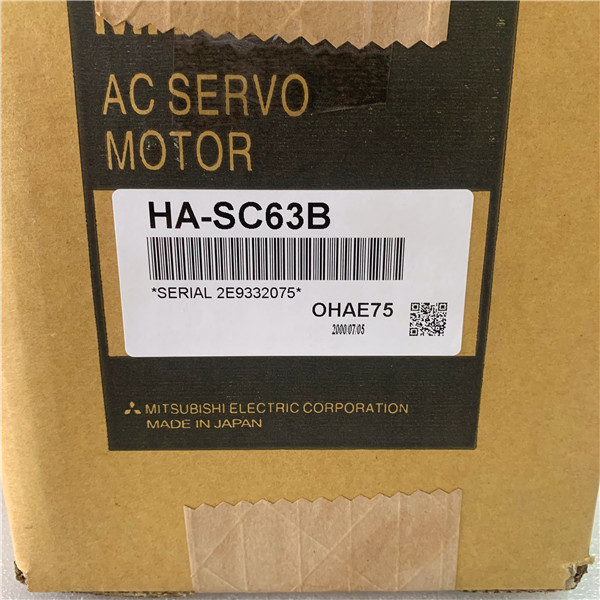 AC SERVO
MOTOR
HA-SC63B
*SERIAL 2E9332075*
OHAE75
2000/07/05
MITSUBISHI ELECTRIC CORPORATION
MADE IN JAPAN